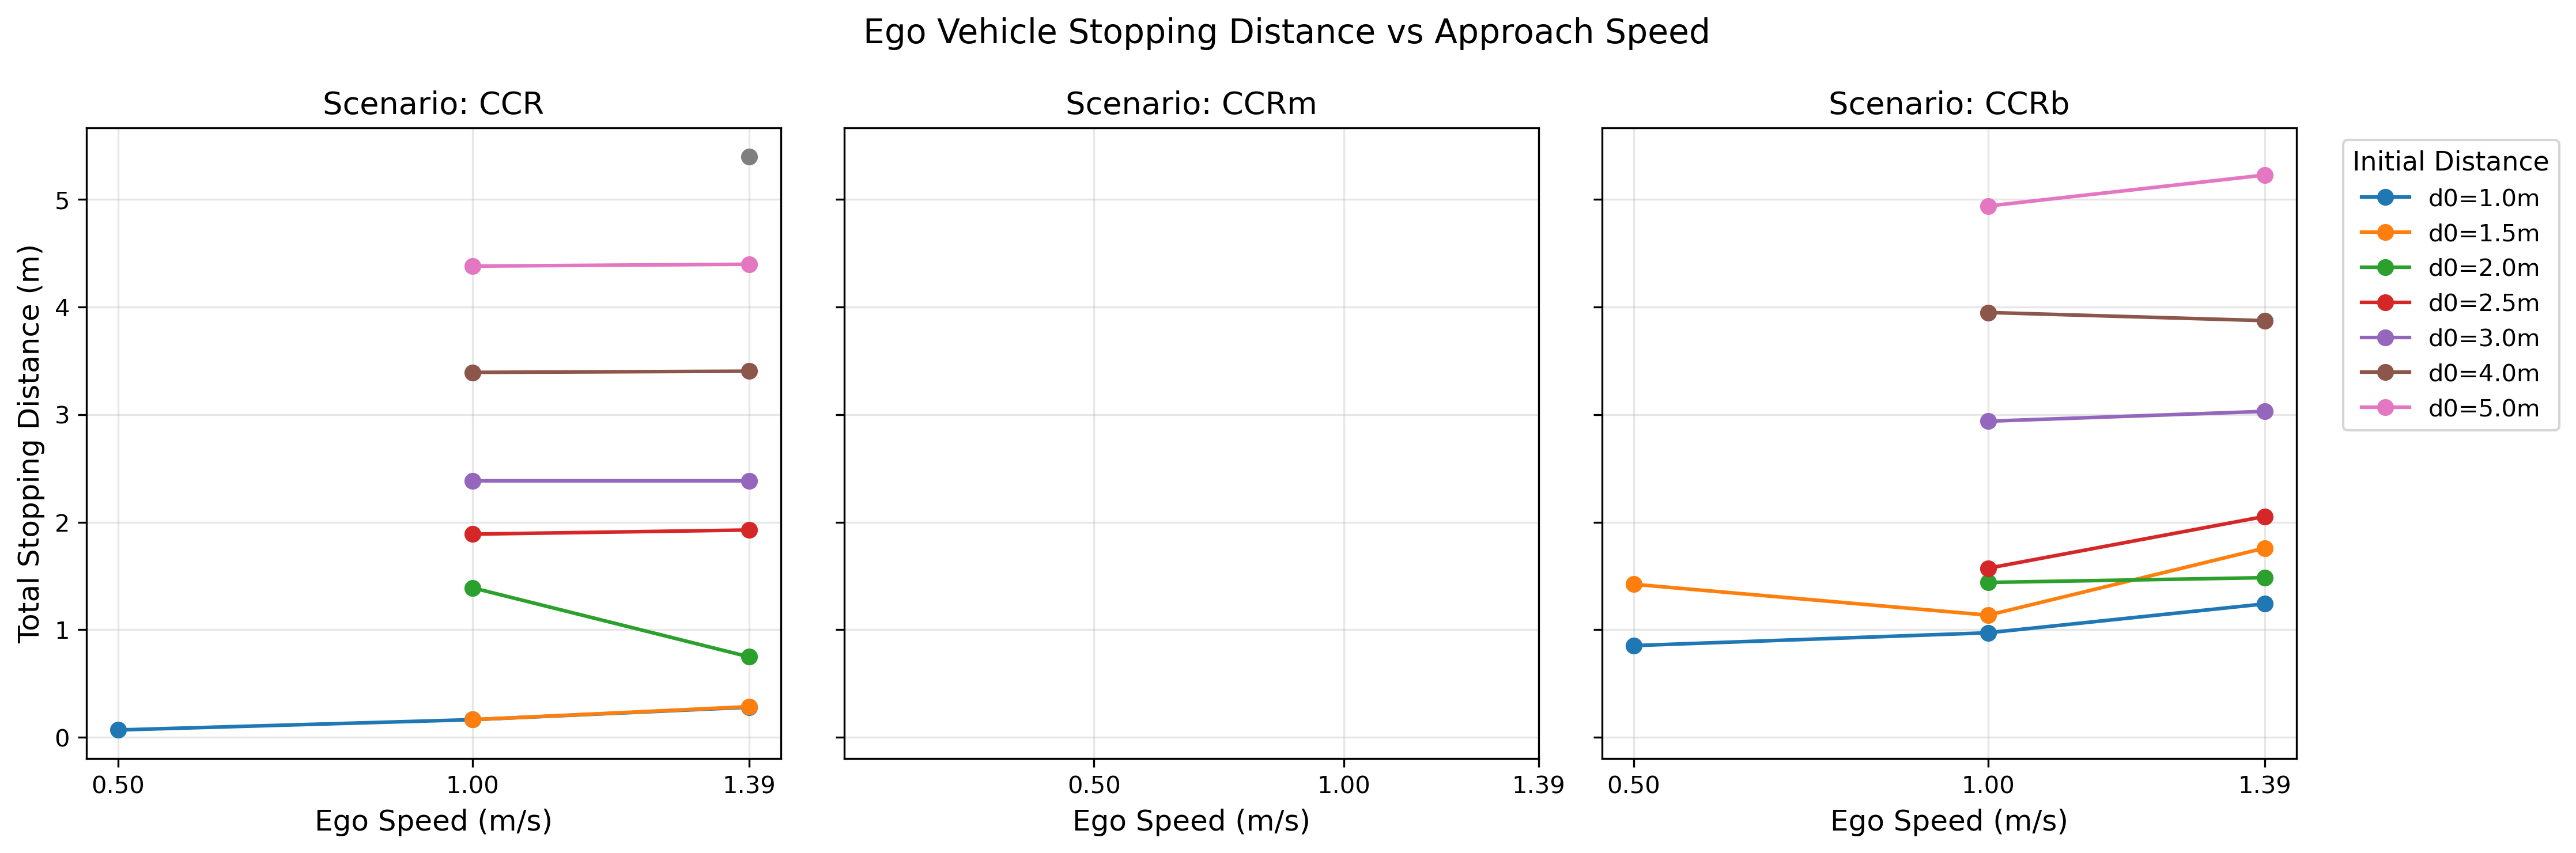 Ego Vehicle Stopping Distance vs Approach Speed
Scenario: CCR
Total Stopping Distance (m)
5
4
3
2
1
0
0.50 1.00 1.39
Ego Speed (m/s)
Scenario: CCRm
0.50 1.00 1.39
Ego Speed (m/s)
Scenario: CCRb
0.50 1.00 1.39
Ego Speed (m/s)
Initial Distance
d0=1.0m
d0=1.5m
d0=2.0m
d0=2.5m
d0=3.0m
d0=4.0m
d0=5.0m